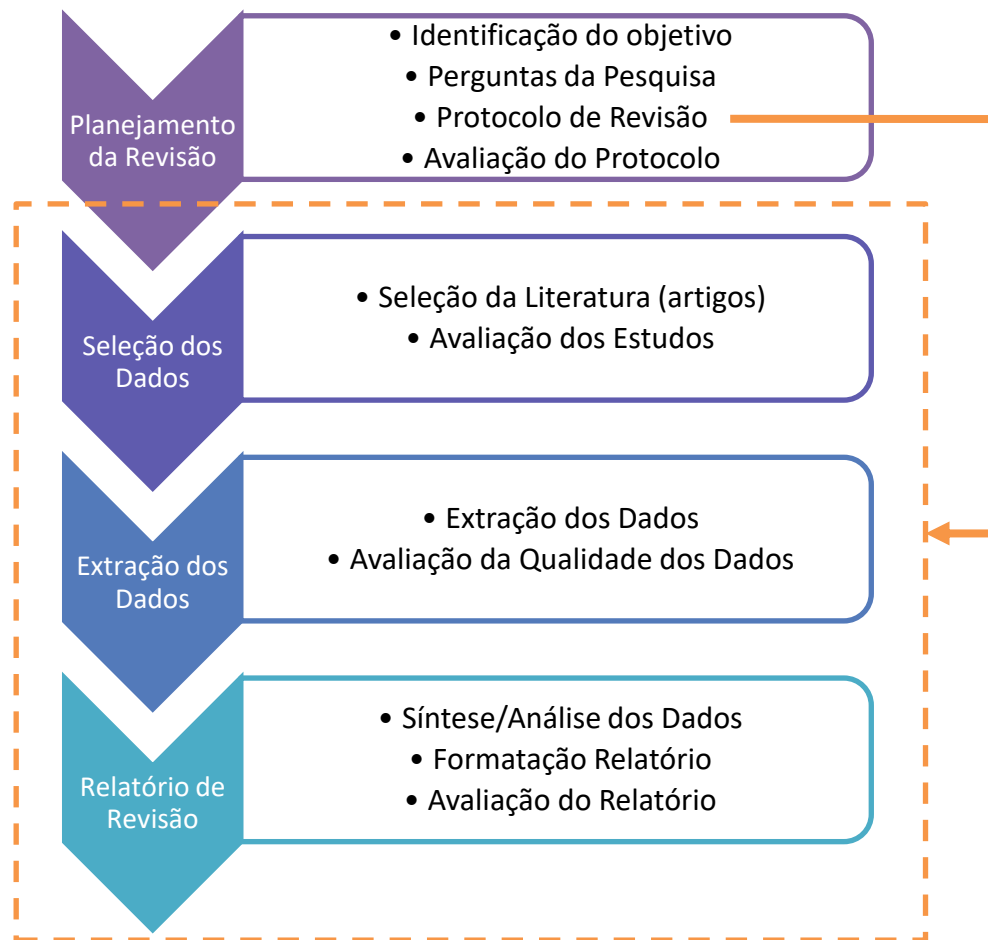 Planejamento
da Revisão
• Identificação do objetivo
• Perguntas da Pesquisa
• Protocolo de Revisão
• Avaliação do Protocolo
Seleção dos
Dados
• Seleção da Literatura (artigos)
• Avaliação dos Estudos
Extração dos
Dados
• Extração dos Dados
• Avaliação da Qualidade dos Dados
Relatório de
Revisão
• Síntese/Análise dos Dados
• Formatação Relatório
• Avaliação do Relatório